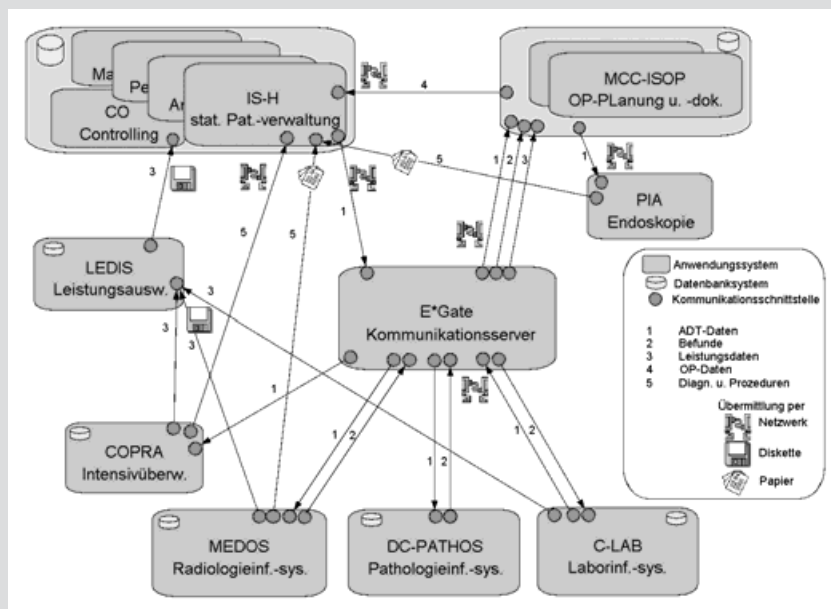 Ma
Pe
Ar
CO
Controlling
IS-H
stat. Pat.-verwaltung
4
MCC-ISOP
OP-PLanung u. -dok.
3
5
5
1
5
1
2
3
1
PIA
Endoskopie
LEDIS
Leistungsausw.
E*Gate
Kommunikationsserver
Anwendungssystem
Datenbanksystem
Kommunikationsschnittstelle
1 ADT-Daten
2 Befunde
3 Leistungsdaten
4 OP-Daten
5 Diagn. u. Prozeduren
Übermittlung per
Netzwerk
Diskette
Papier
3
3
3
1
1
2
1
2
1
2
COPRA
Intensivüberw.
MEDOS
Radiologieinf.-sys.
DC-PATHOS
Pathologieinf.-sys.
C-LAB
Laborinf.-sys.